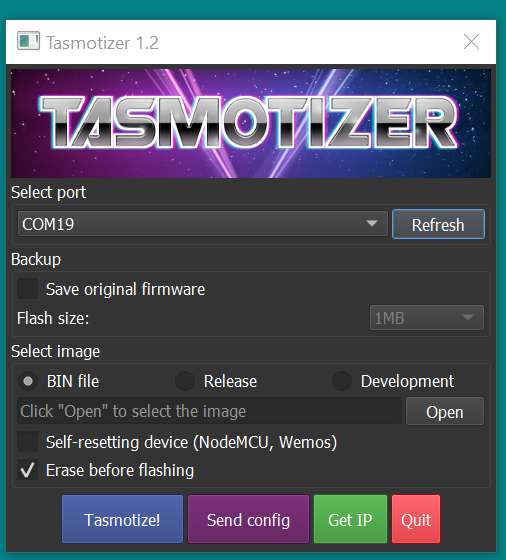 Tasmotizer 1.2
TASMOTIZER
Select port
COM19 Refresh
Backup
Save original firmware
Flash size: 1MB
Select image
BIN file Release Development
Click "Open" to select the image Open
Self-resetting device (NodeMCU, Wemos)
Erase before flashing
Tasmotize! Send config Get IP Quit